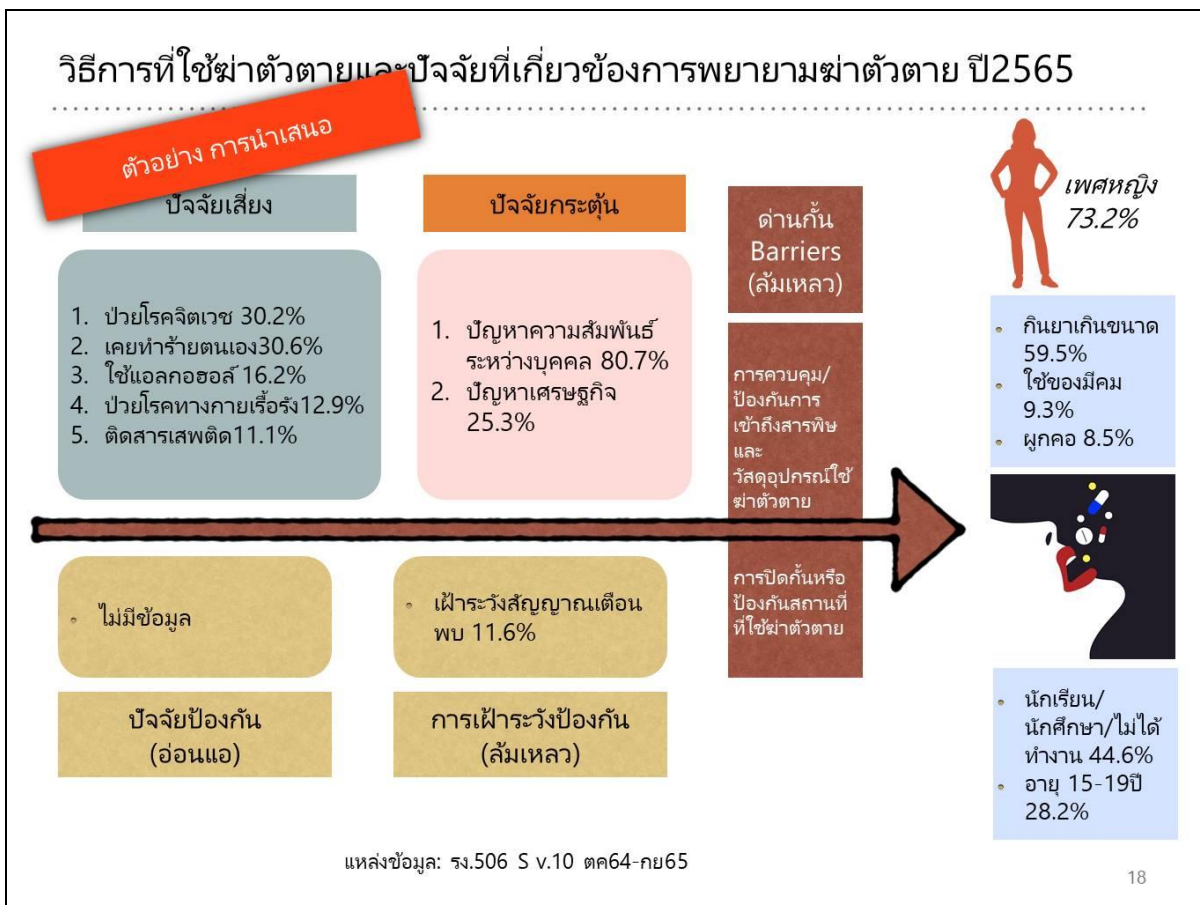 วิธีการที่ใช้ฆ่าตัวตายและปัจจัยที่เกี่ยวข้องการพยายามฆ่าตัวตาย ปี2565
ตัวอย่าง การนำเสนอ
ปัจจัยเสี่ยง
1. ป่วยโรคจิตเวช 30.2%
2. เคยทำร้ายตนเอง30.6%
3. ใช้แอลกอฮอล์ 16.2%
4. ป่วยโรคทางกายเรื้อรัง12.9%
5. ติดสารเสพติด11.1%
ปัจจัยกระตุ้น
1. ปัญหาความสัมพันธ์
ระหว่างบุคคล 80.7%
2. ปัญหาเศรษฐกิจ
25.3%
ด่านกั้น
Barriers
(ล้มเหลว)
การควบคุม/
ป้องกันการ
เข้าถึงสารพิษ
และ
วัสดุอุปกรณ์ใช้
ฆ่าตัวตาย
การปิดกั้นหรือ
ป้องกันสถานที่
ที่ใช้ฆ่าตัวตาย
เพศหญิง
73.2%
• กินยาเกินขนาด
59.5%
• ใช้ของมีคม
9.3%
• ผูกคอ 8.5%
• ไม่มีข้อมูล
ปัจจัยป้องกัน
(อ่อนแอ)
• เฝ้าระวังสัญญาณเตือน
พบ 11.6%
การเฝ้าระวังป้องกัน
(ล้มเหลว)
• นักเรียน/
นักศึกษา/ไม่ได้
ทำงาน 44.6%
• อายุ 15-19ปี
28.2%
แหล่งข้อมูล: รง.506 S v.10 ตค64-กย65
18